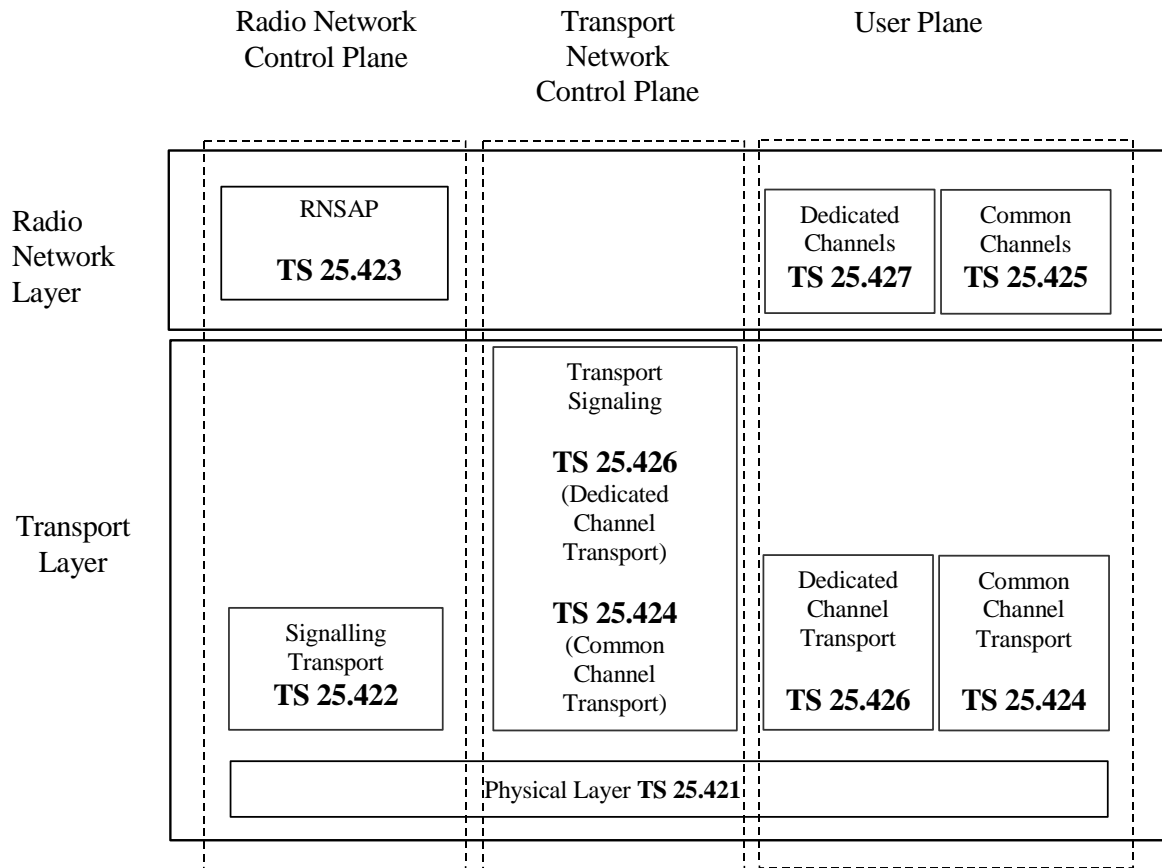 Radio Network
Control Plane
Transport
Network
Control Plane
User Plane
Radio
Network
Layer
RNSAP
TS 25.423
Dedicated
Channels
TS 25.427
Common
Channels
TS 25.425
Transport
Layer
Signalling
Transport
TS 25.422
Transport
Signaling
TS 25.426
(Dedicated
Channel
Transport)
TS 25.424
(Common
Channel
Transport)
Dedicated
Channel
Transport
TS 25.426
Common
Channel
Transport
TS 25.424
Physical Layer TS 25.421